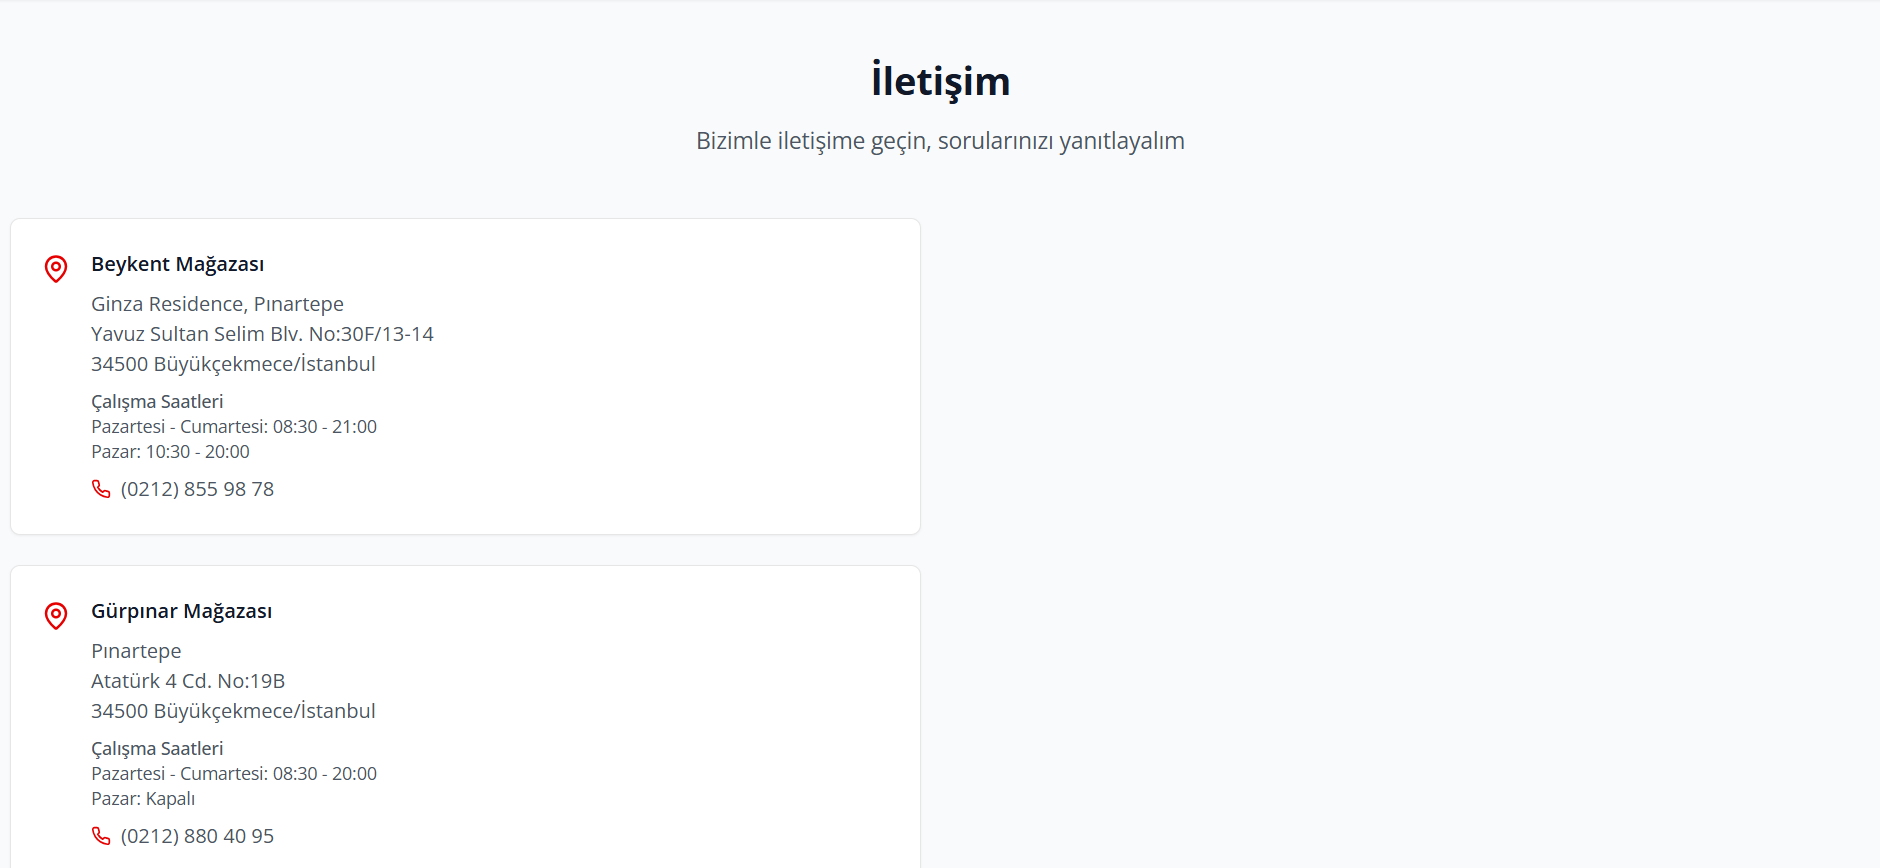 İletişim
Bizimle iletişime geçin, sorularınızı yanıtlayalım
Beykent Mağazası
Ginza Residence, Pınartepe
Yavuz Sultan Selim Blv. No:30F/13-14
34500 Büyükçekmece/İstanbul
Çalışma Saatleri
Pazartesi - Cumartesi: 08:30 - 21:00
Pazar: 10:30 - 20:00
(0212) 855 98 78
Gürpınar Mağazası
Pınartepe
Atatürk 4 Cd. No:19B
34500 Büyükçekmece/İstanbul
Çalışma Saatleri
Pazartesi - Cumartesi: 08:30 - 20:00
Pazar: Kapalı
(0212) 880 40 95